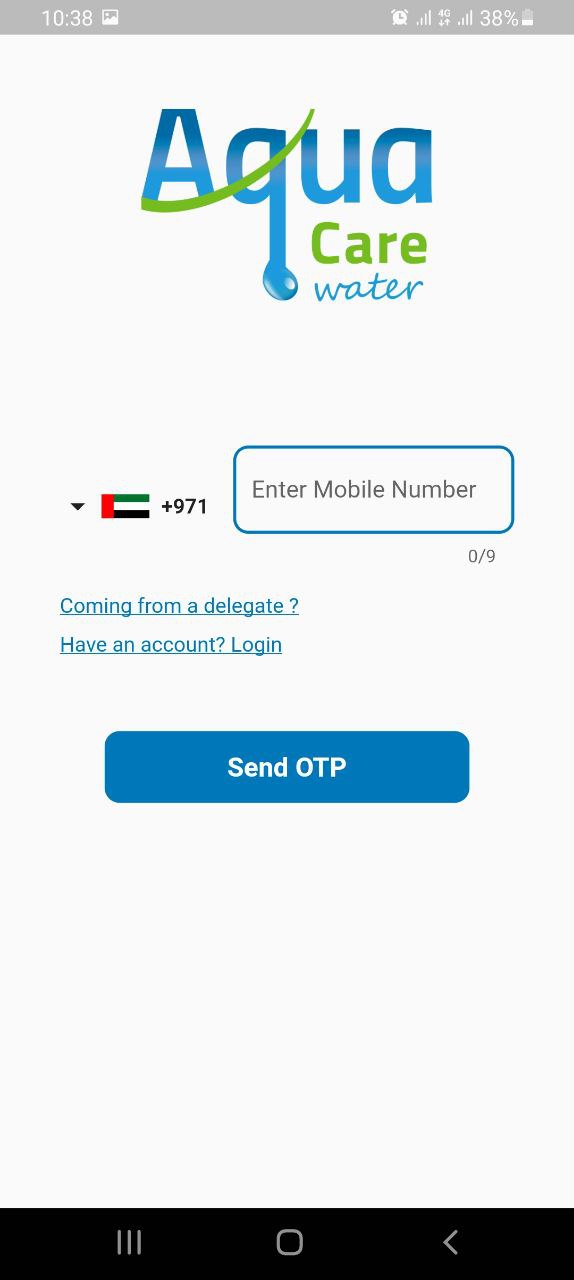 10:38 4G 38%
Aqua
Care
water
+971 Enter Mobile Number
0/9
Coming from a delegate ?
Have an account? Login
Send OTP